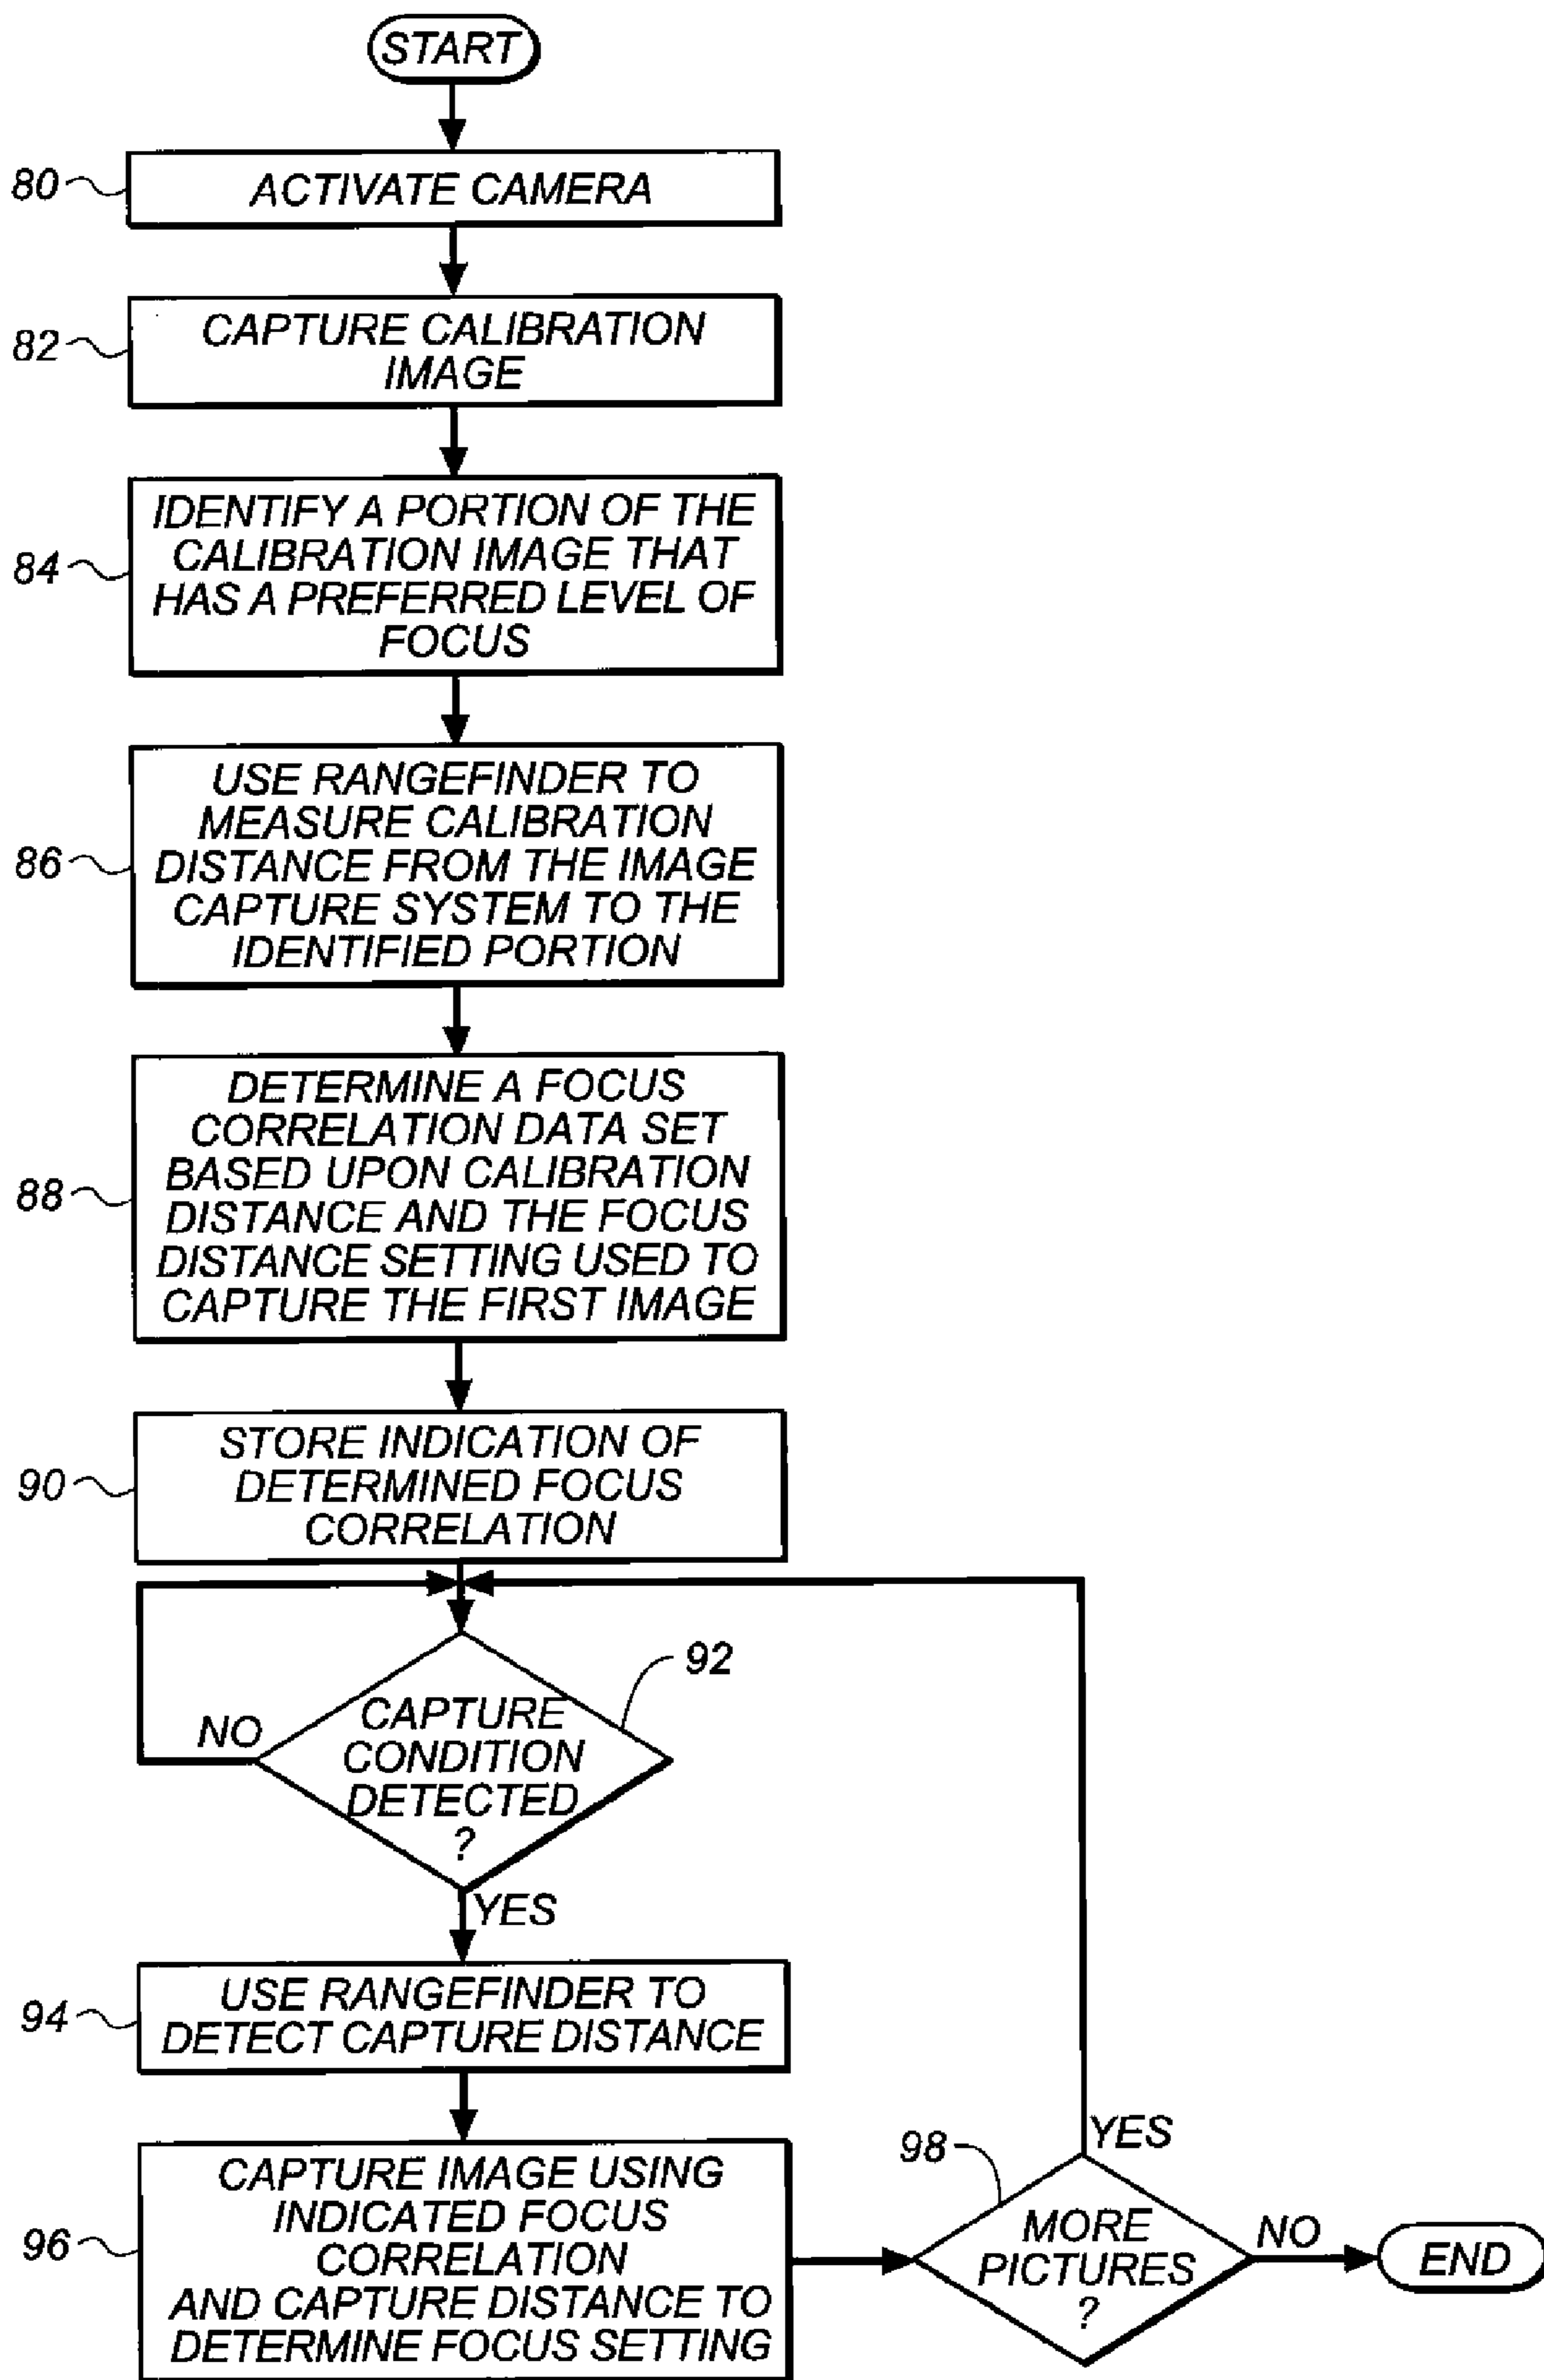 START
80
ACTIVATE CAMERA
82
CAPTURE CALIBRATION
IMAGE
84
IDENTIFY A PORTION OF THE
CALIBRATION IMAGE THAT
HAS A PREFERRED LEVEL OF
FOCUS
86
USE RANGEFINDER TO
MEASURE CALIBRATION
DISTANCE FROM THE IMAGE
CAPTURE SYSTEM TO THE
IDENTIFIED PORTION
88
DETERMINE A FOCUS
CORRELATION DATA SET
BASED UPON CALIBRATION
DISTANCE AND THE FOCUS
DISTANCE SETTING USED TO
CAPTURE THE FIRST IMAGE
90
STORE INDICATION OF
DETERMINED FOCUS
CORRELATION
92
NO
CAPTURE
CONDITION
DETECTED
?
YES
94
USE RANGEFINDER TO
DETECT CAPTURE DISTANCE
96
CAPTURE IMAGE USING
INDICATED FOCUS
CORRELATION
AND CAPTURE DISTANCE TO
DETERMINE FOCUS SETTING
98
YES
MORE
PICTURES
?
NO
END